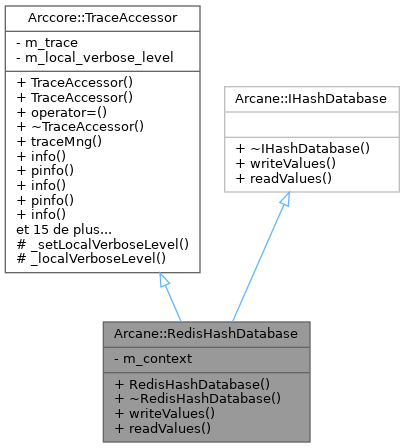 Arccore::TraceAccessor
- m_trace
- m_local_verbose_level
+ TraceAccessor()
+ TraceAccessor()
+ operator=()
+ ~TraceAccessor()
+ traceMng()
+ info()
+ pinfo()
+ info()
+ pinfo()
+ info()
et 15 de plus...
# _setLocalVerboseLevel()
# _localVerboseLevel()
Arcane::IHashDatabase
+ ~IHashDatabase()
+ writeValues()
+ readValues()
Arcane::RedisHashDatabase
- m_context
+ RedisHashDatabase()
+ ~RedisHashDatabase()
+ writeValues()
+ readValues()